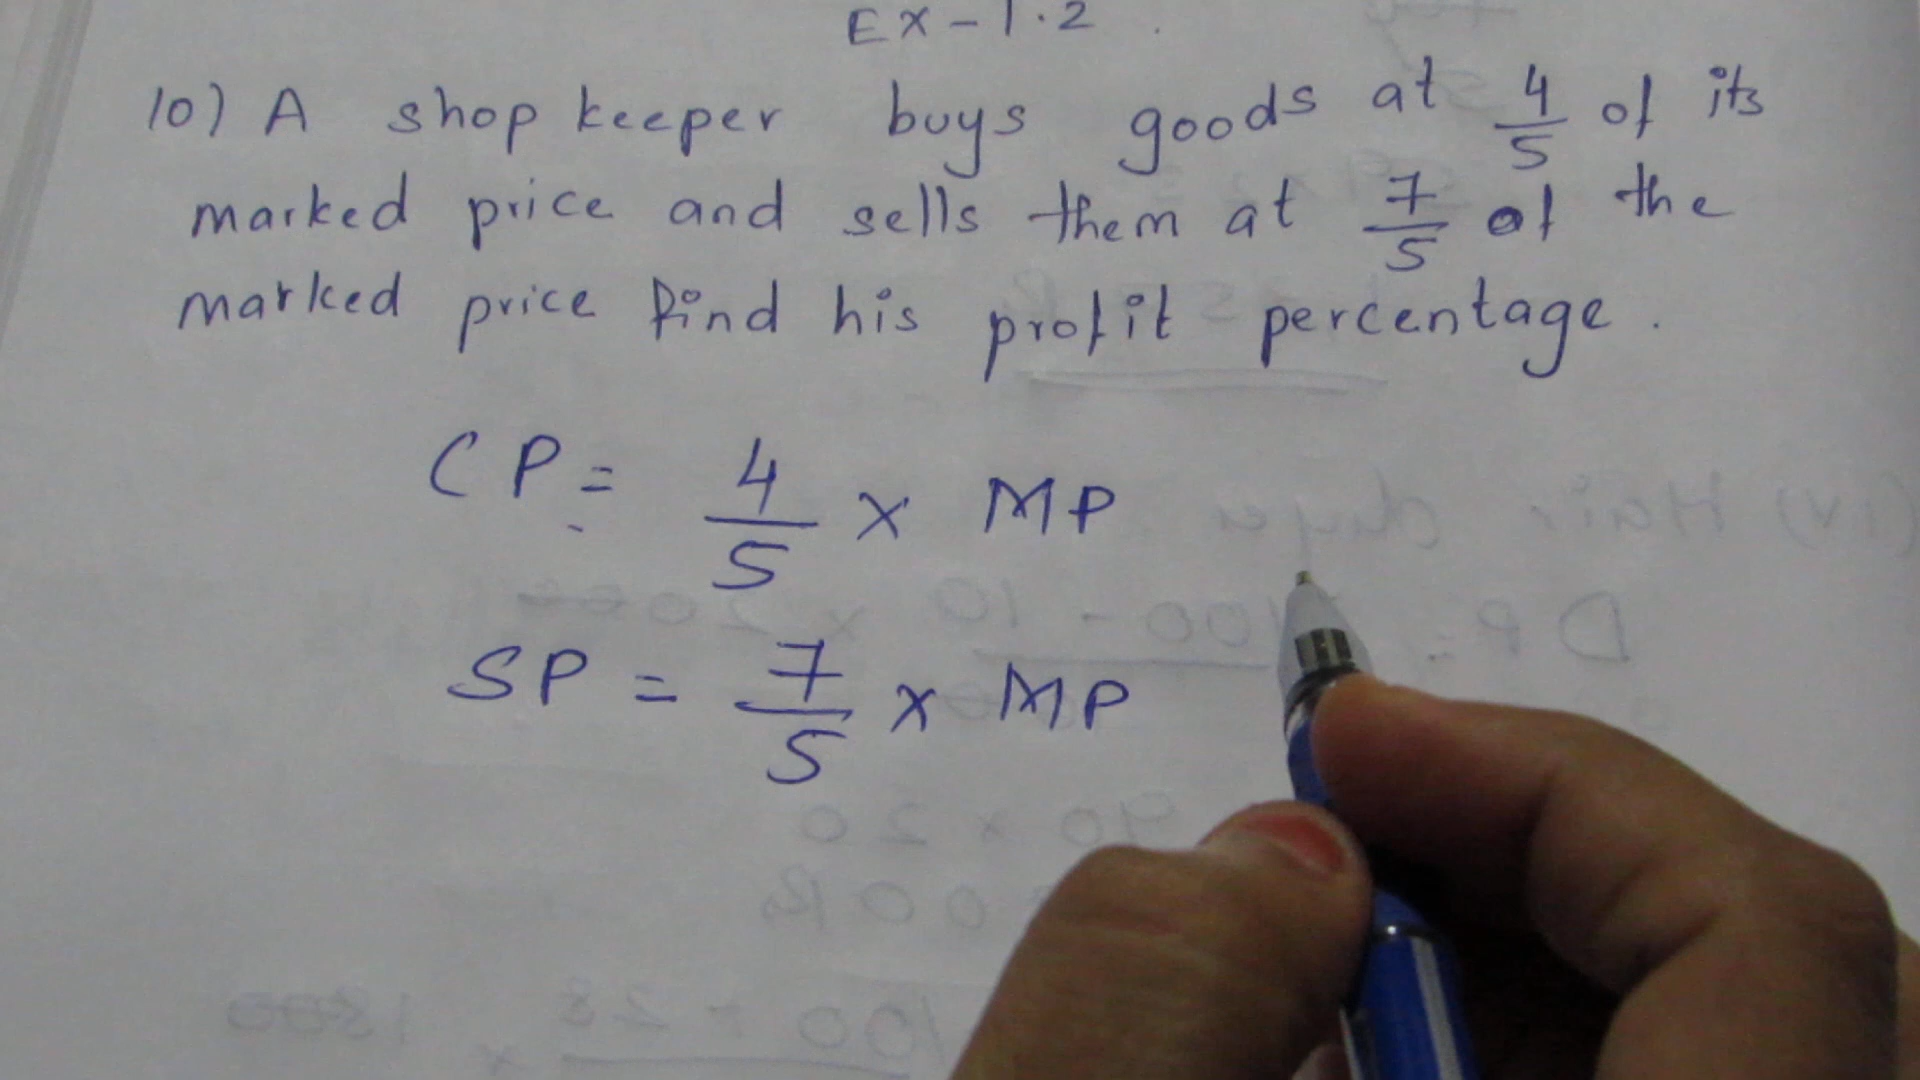 Ex-1.2.
10) A shop keeper buys goods at 4/5 of its
marked price and sells them at 7/5 of the
marked price find his profit percentage.
CP = 4/5 × MP
SP = 7/5 × MP